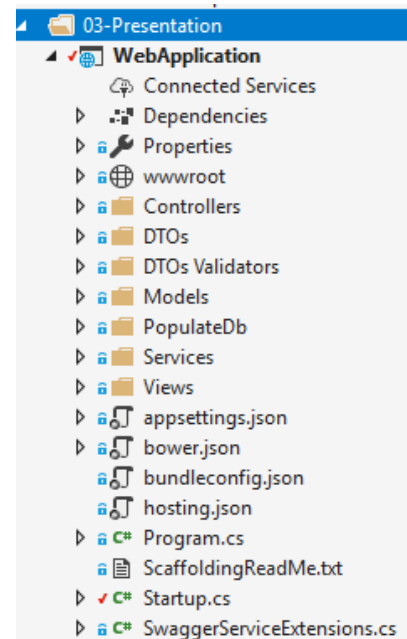 03-Presentation
WebApplication
Connected Services
Dependencies
Properties
wwwroot
Controllers
DTOs
DTOs Validators
Models
PopulateDb
Services
Views
appsettings.json
bower.json
bundleconfig.json
hosting.json
C# Program.cs
ScaffoldingReadMe.txt
C# Startup.cs
C# SwaggerServiceExtensions.cs